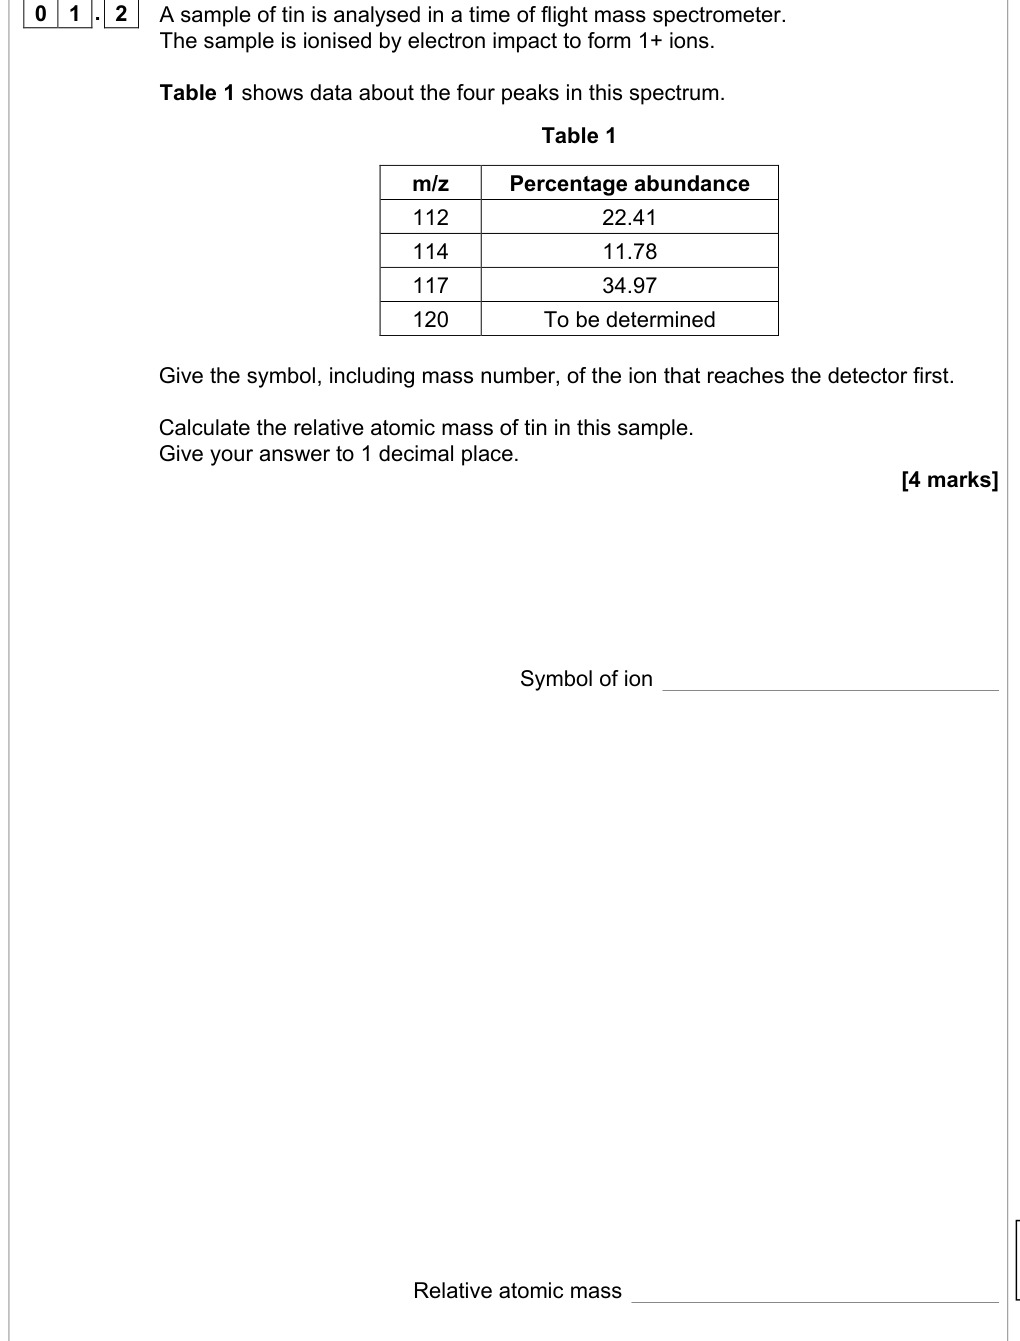 0 1 . 2 A sample of tin is analysed in a time of flight mass spectrometer.
The sample is ionised by electron impact to form 1+ ions.
Table 1 shows data about the four peaks in this spectrum.
Table 1
m/z Percentage abundance
112 22.41
114 11.78
117 34.97
120 To be determined
Give the symbol, including mass number, of the ion that reaches the detector first.
Calculate the relative atomic mass of tin in this sample.
Give your answer to 1 decimal place.
[4 marks]
Symbol of ion
Relative atomic mass